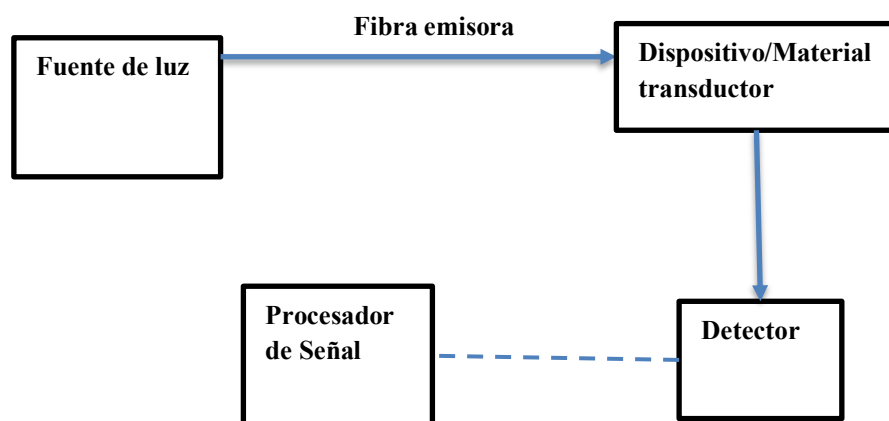 Fibra emisora
Fuente de luz
Dispositivo/Material
transductor
Procesador
de Señal
Detector